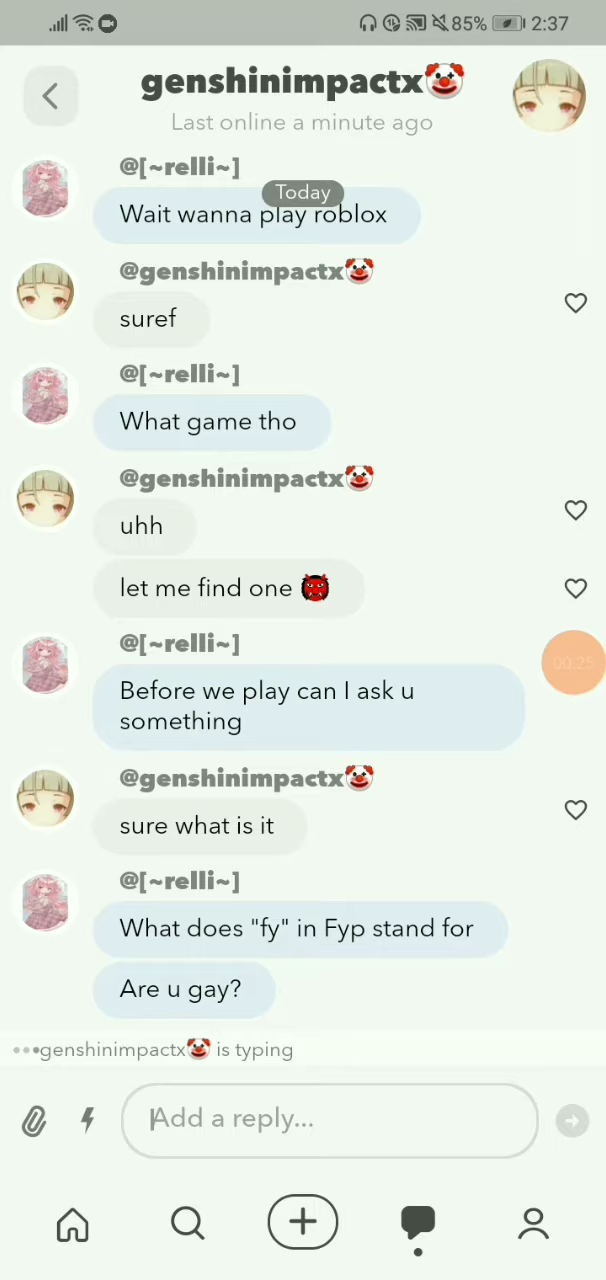 85% 2:37
genshinimpactx🤡
Last online a minute ago
@[~relli~]
Today
Wait wanna play roblox
@genshinimpactx🤡
suref
@[~relli~]
What game tho
@genshinimpactx🤡
uhh
let me find one 👹
@[~relli~]
00:25
Before we play can I ask u
something
@genshinimpactx🤡
sure what is it
@[~relli~]
What does "fy" in Fyp stand for
Are u gay?
genshinimpactx🤡 is typing
Add a reply...